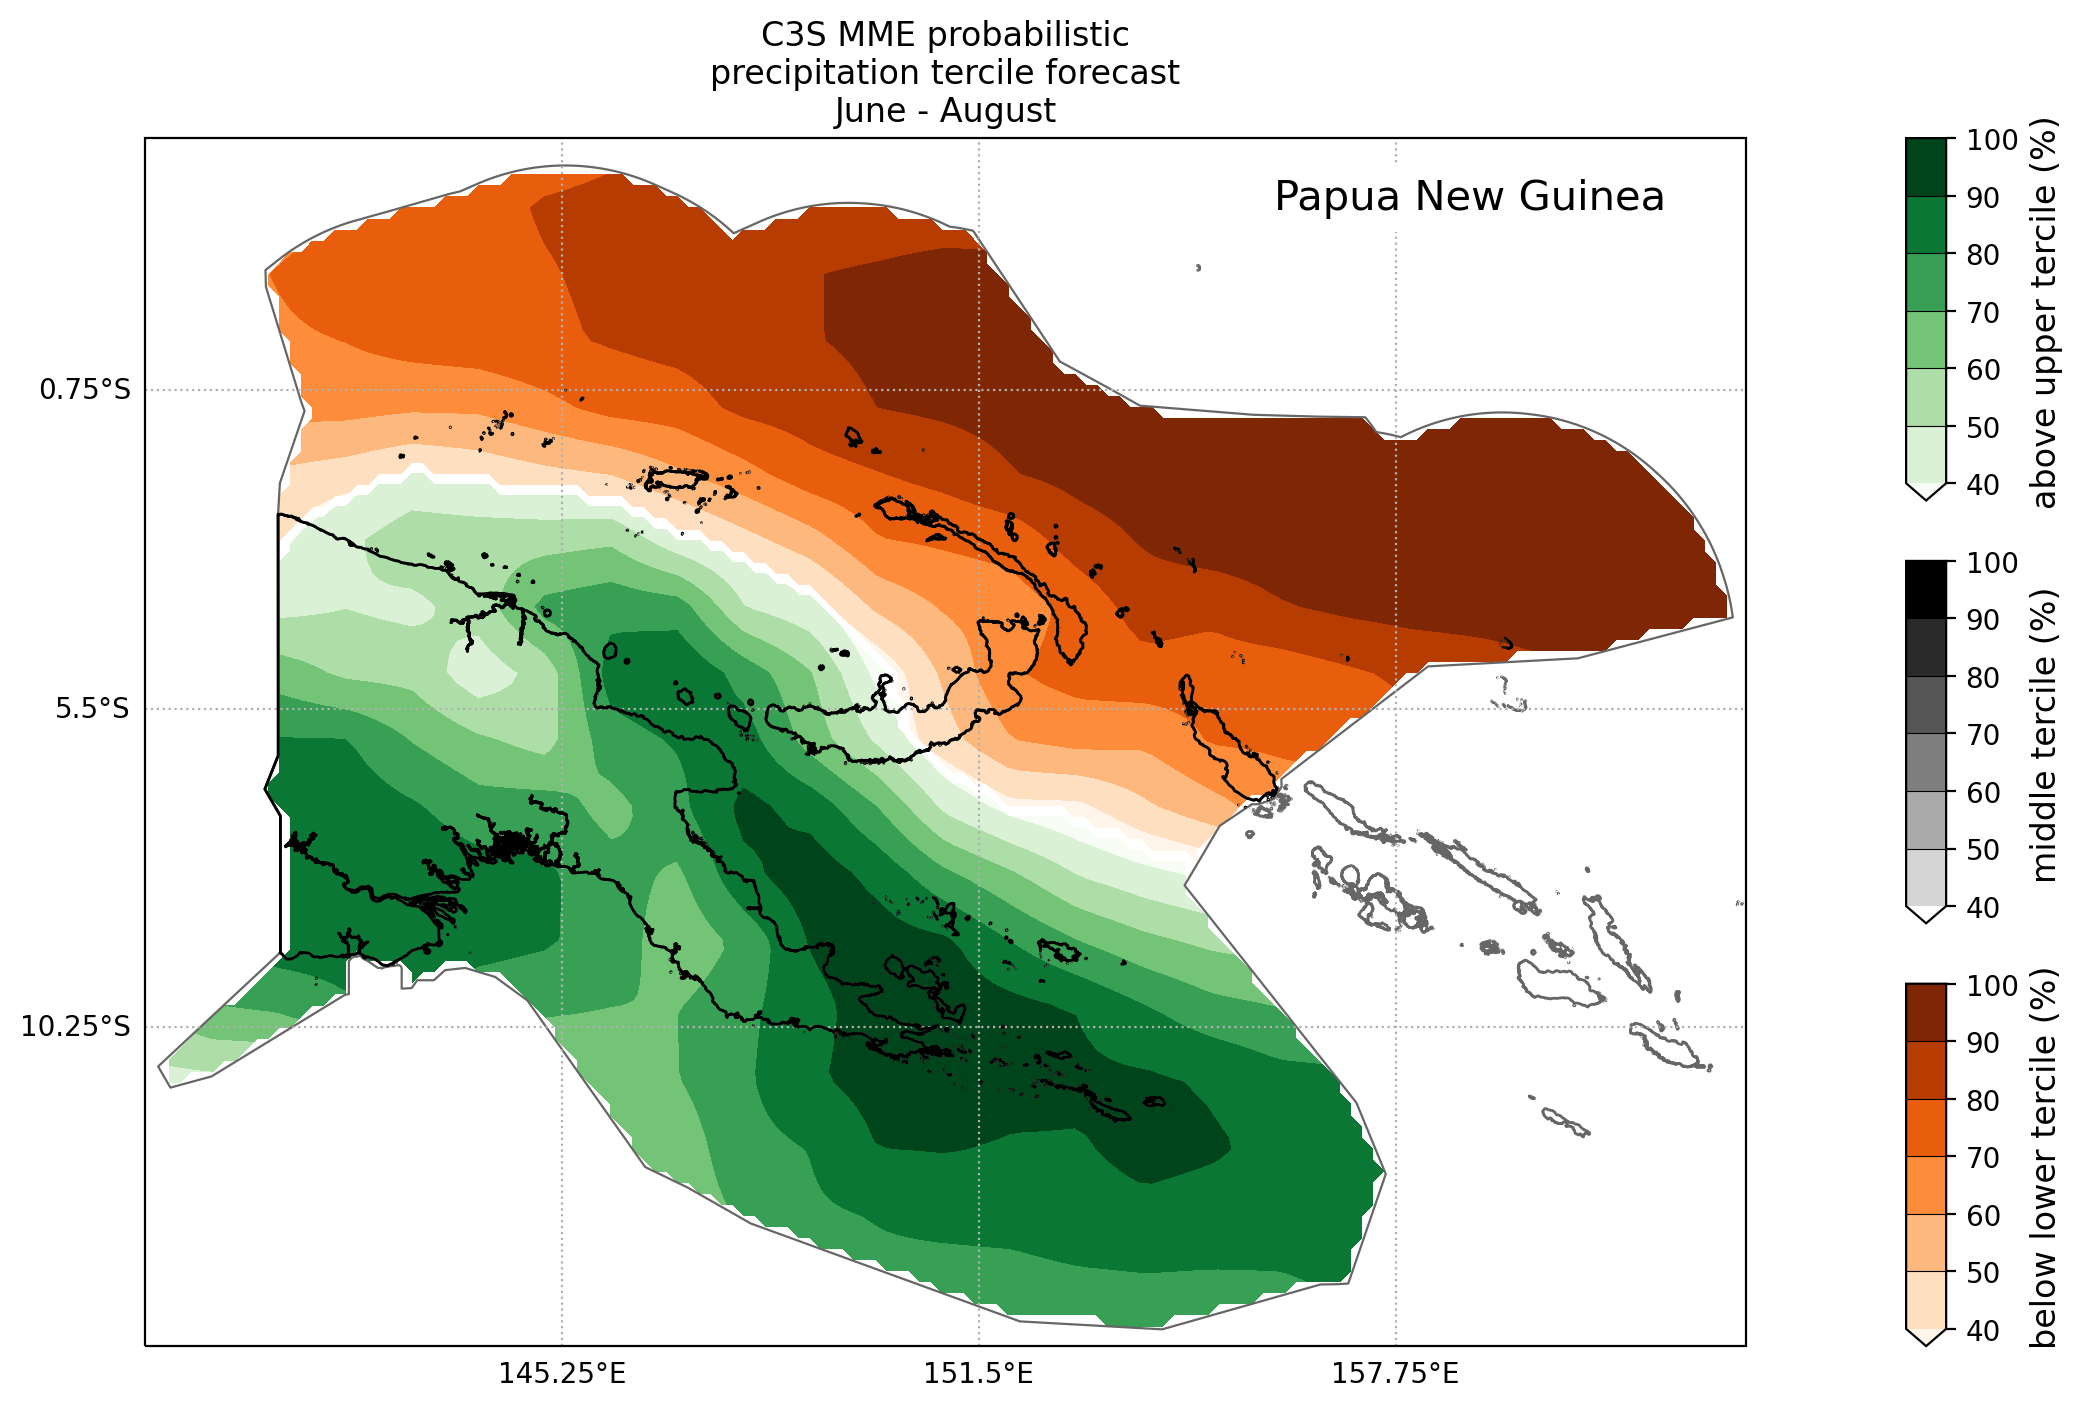 C3S MME probabilistic
precipitation tercile forecast
June - August
Papua New Guinea
0.75°S
5.5°S
10.25°S
145.25°E
151.5°E
157.75°E
100
90
80
70
60
50
40
above upper tercile (%)
100
90
80
70
60
50
40
middle tercile (%)
100
90
80
70
60
50
40
below lower tercile (%)